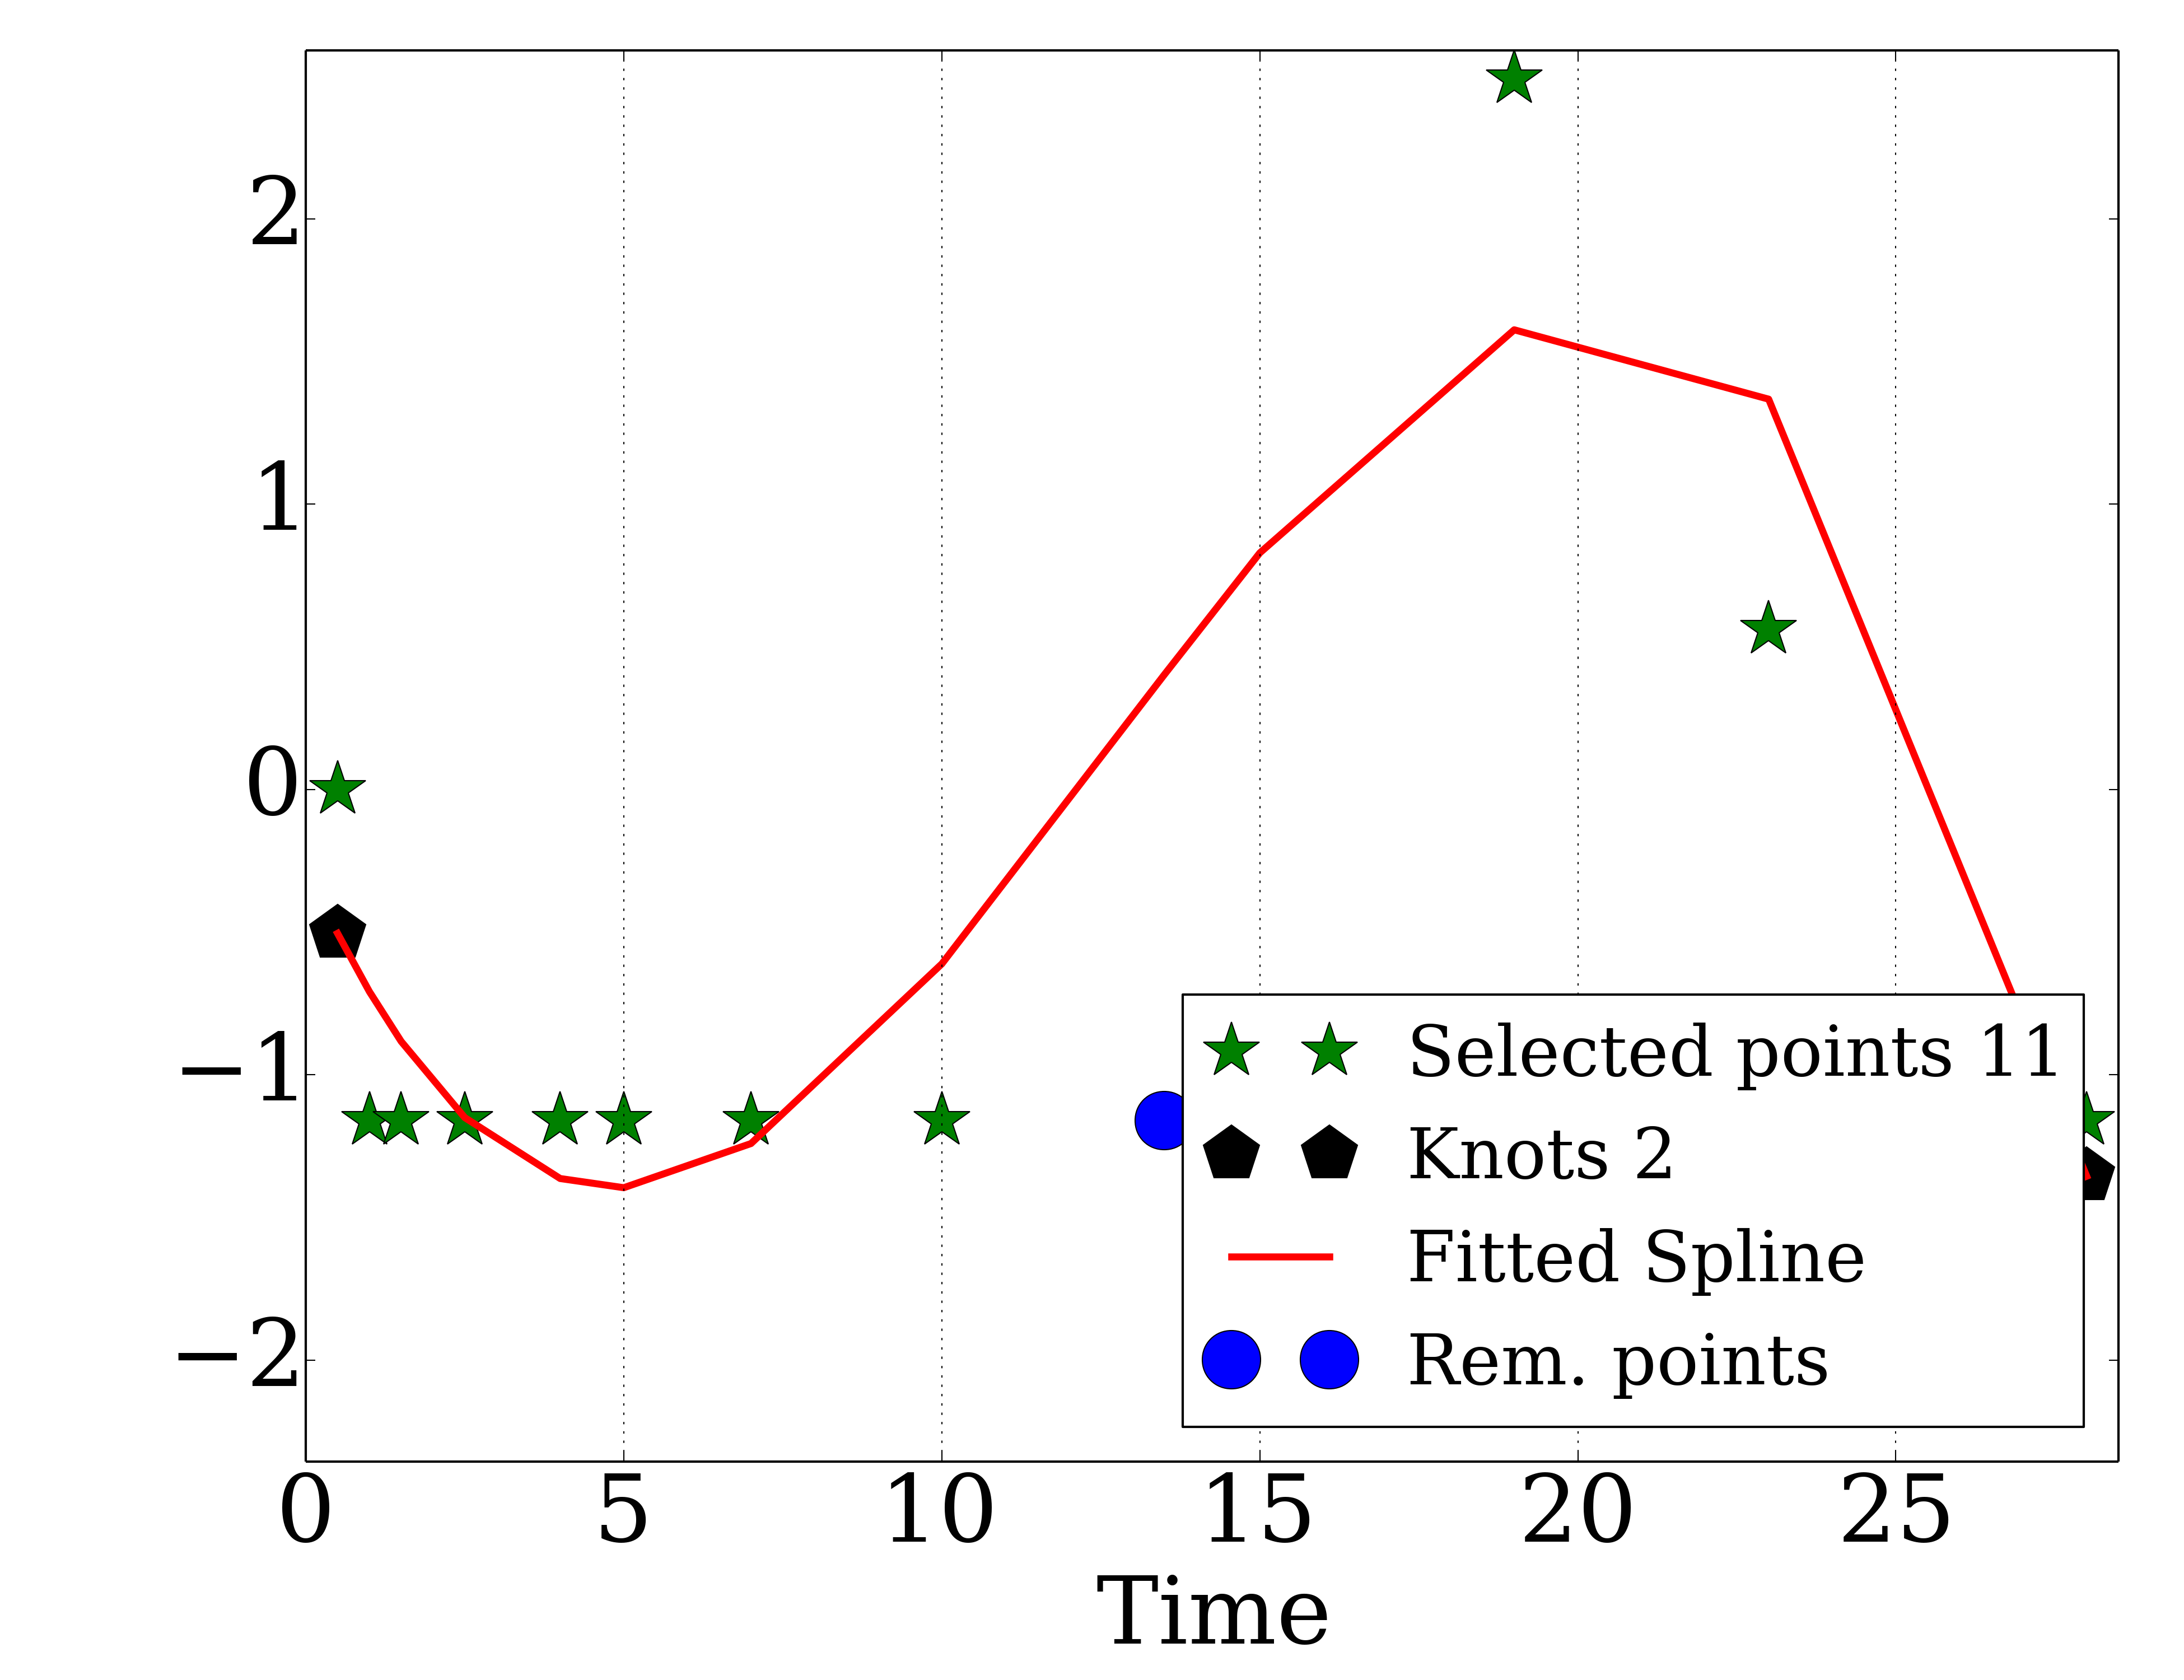 2
1
0
−1
−2
Selected points 11
Knots 2
Fitted Spline
Rem. points
0 5 10 15 20 25
Time